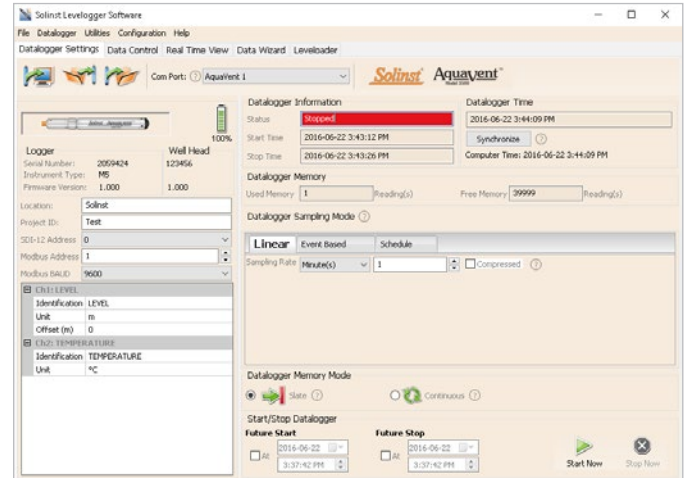 Solinst Levelogger Software
File Datalogger Utilities Configuration Help
Datalogger Settings Data Control Real Time View Data Wizard Leveloader
Com Port: AquaVent 1
Solinst Aquavent
Datalogger Information
Status Stopped
Start Time 2016-06-22 3:43:12 PM
Stop Time 2016-06-22 3:43:26 PM
Datalogger Time
2016-06-22 3:44:09 PM
Synchronize
Computer Time: 2016-06-22 3:44:09 PM
100%
Logger Well Head
Serial Number: 2059424 123456
Instrument Type: M5
Firmware Version: 1.000 1.000
Location: Solinst
Project ID: Test
SDI-12 Address 0
Modbus Address 1
Modbus BAUD 9600
Ch1: LEVEL
Identification LEVEL
Unit m
Offset (m) 0
Ch2: TEMPERATURE
Identification TEMPERATURE
Unit °C
Datalogger Memory
Used Memory 1 Reading(s) Free Memory 39999 Reading(s)
Datalogger Sampling Mode
Linear Event Based Schedule
Sampling Rate Minute(s) 1 Compressed
Datalogger Memory Mode
Slate Continuous
Start/Stop Datalogger
Future Start Future Stop
At 2016-06-22 3:37:42 PM
At 2016-06-22 3:37:42 PM
Start Now Stop Now